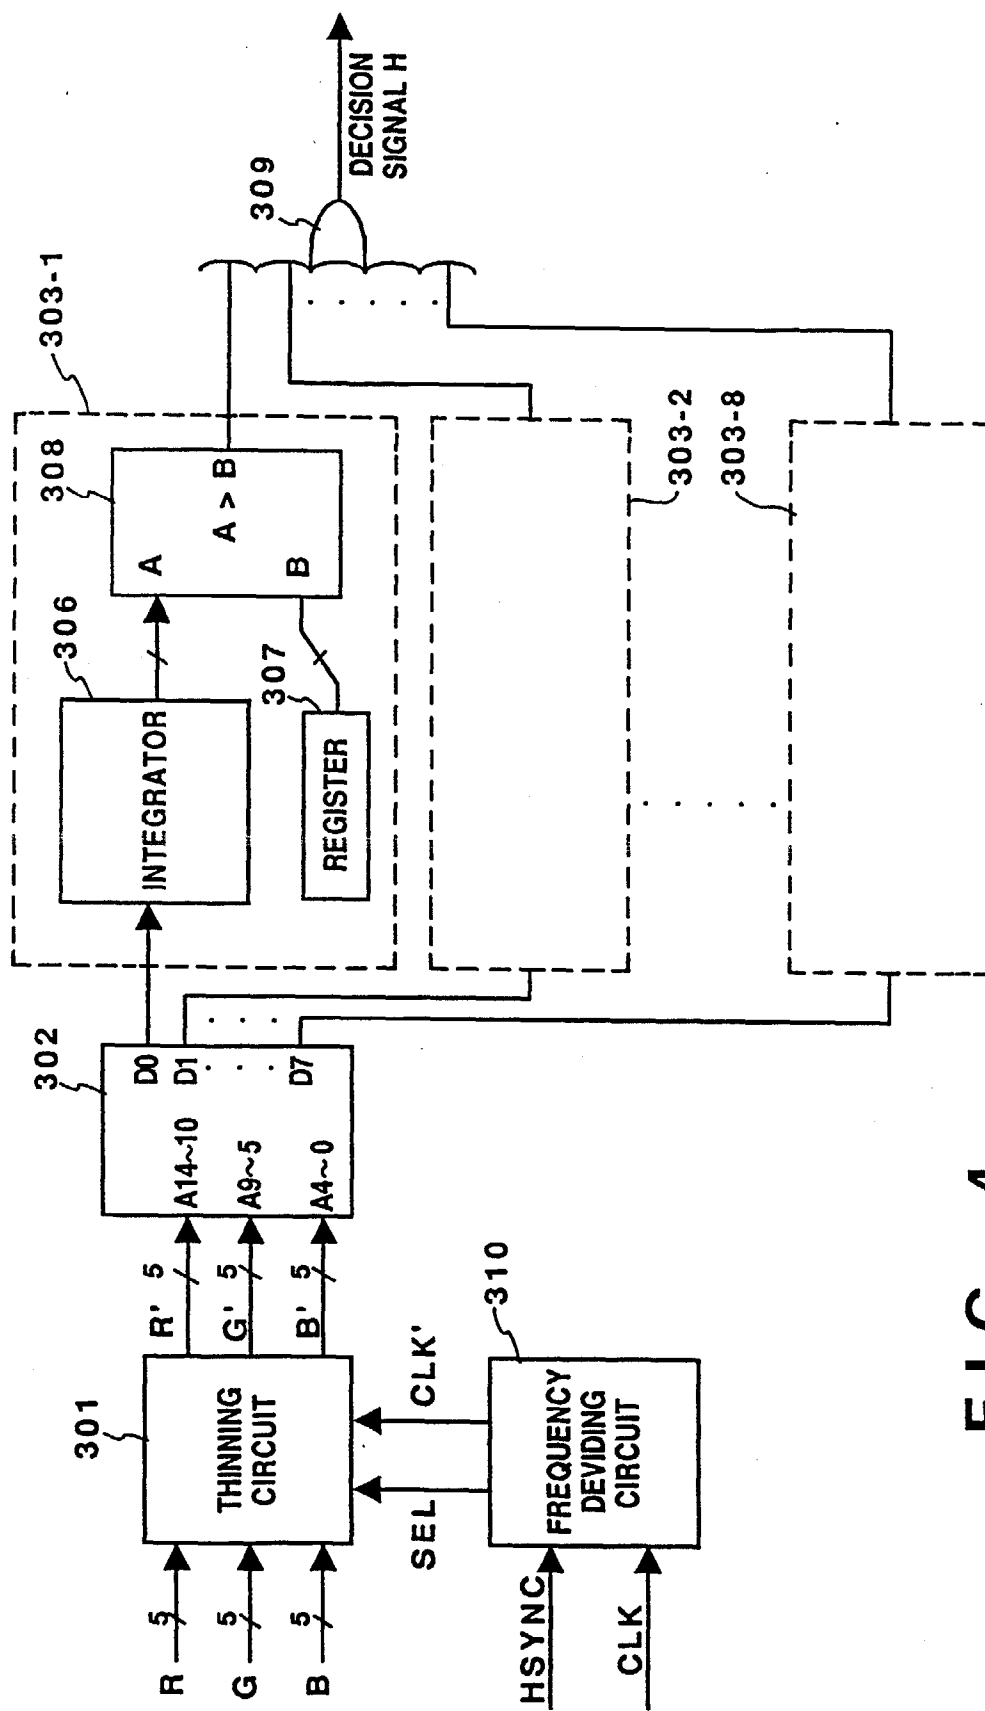 R
5
G
5
B
5
301
THINNING
CIRCUIT
R'
5
G'
5
B'
5
302
A14~10
A9~5
A4~0
D0
D1
D7
HSYNC
CLK
FREQUENCY
DEVIDING
CIRCUIT
310
SEL
CLK'
303-1
INTEGRATOR
306
REGISTER
307
308
A
A > B
B
303-2
303-8
309
DECISION
SIGNAL H